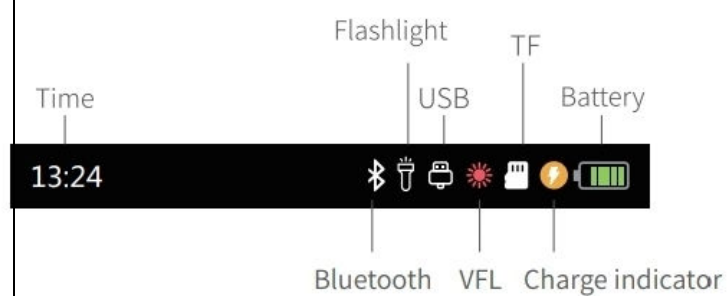 Flashlight
TF
Time
USB
Battery
13:24
Bluetooth
VFL
Charge indicator